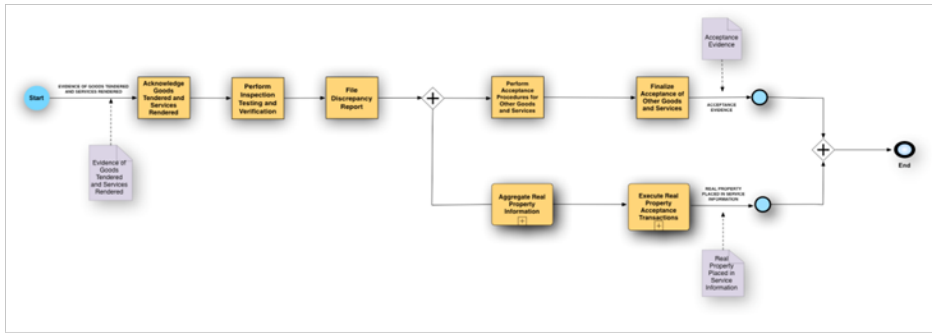 Start
EVIDENCE OF GOODS TENDERED
AND SERVICES RENDERED
Evidence of
Goods
Tendered
and Services
Rendered
Acknowledge
Goods
Tendered and
Services
Rendered
Perform
Inspection
Testing and
Verification
File
Discrepancy
Report
Perform
Acceptance
Procedures for
Other Goods
and Services
Finalize
Acceptance of
Other Goods
and Services
Acceptance
Evidence
ACCEPTANCE
EVIDENCE
Aggregate Real
Property
Information
Execute Real
Property
Acceptance
Transactions
REAL PROPERTY
PLACED IN SERVICE
INFORMATION
Real
Property
Placed in
Service
Information
End